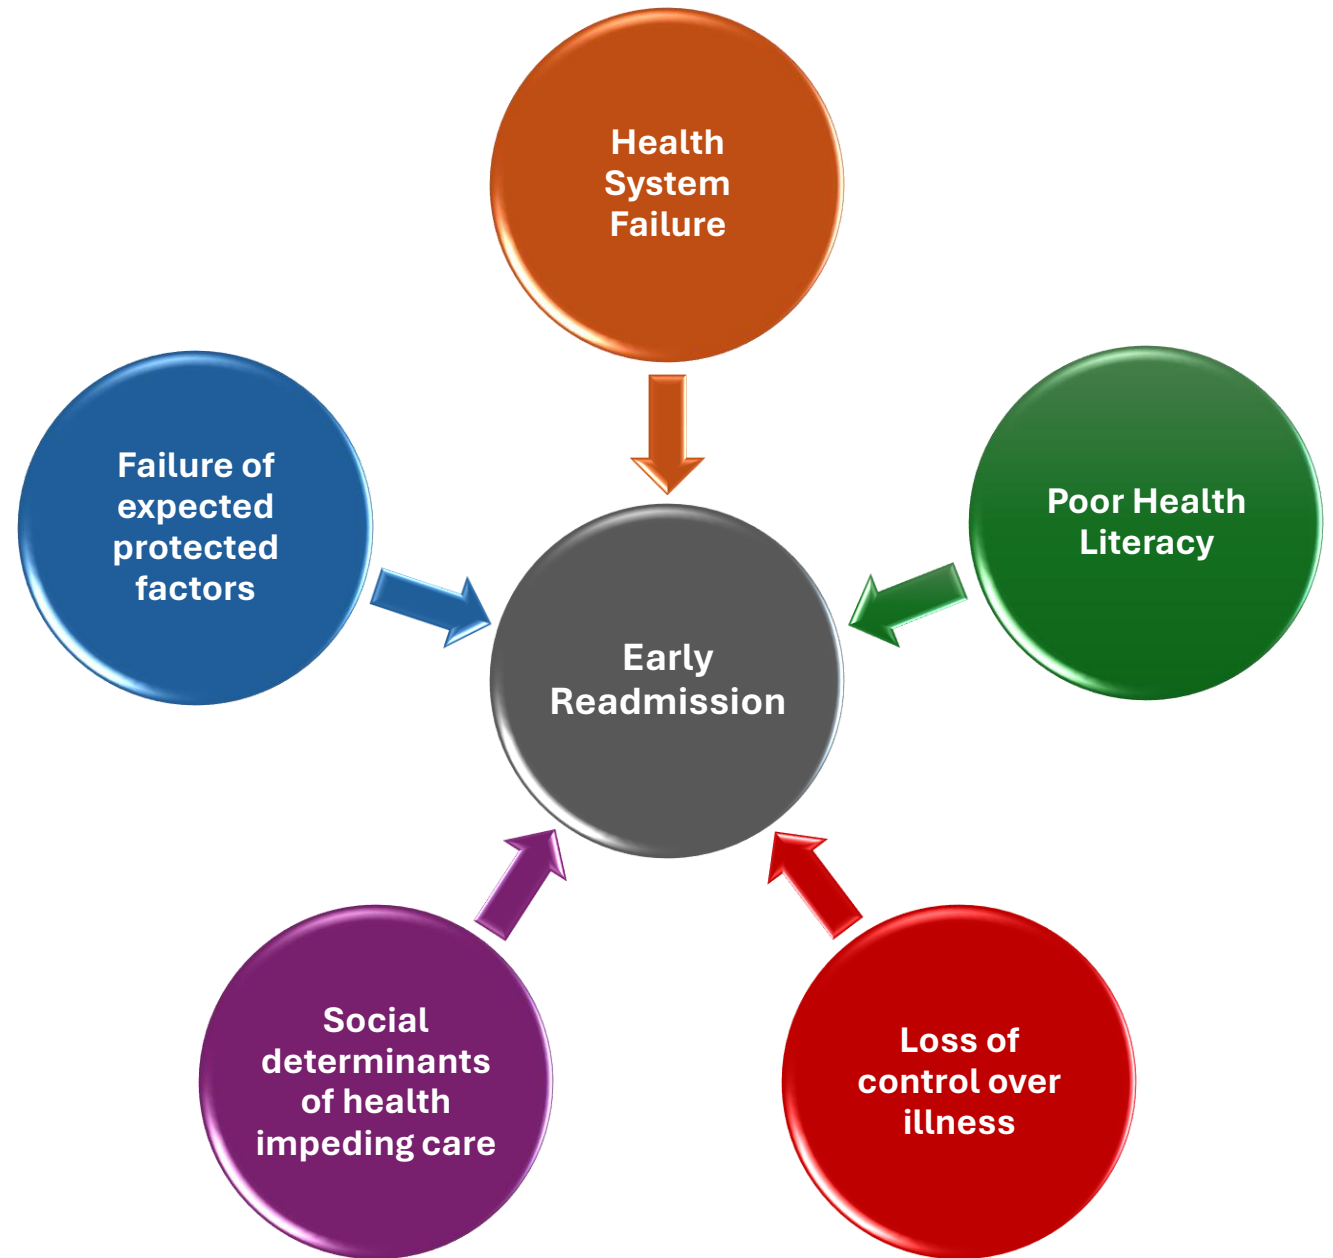 Health
System
Failure
Poor Health
Literacy
Loss of
control over
illness
Social
determinants
of health
impeding care
Failure of
expected
protected
factors
Early
Readmission